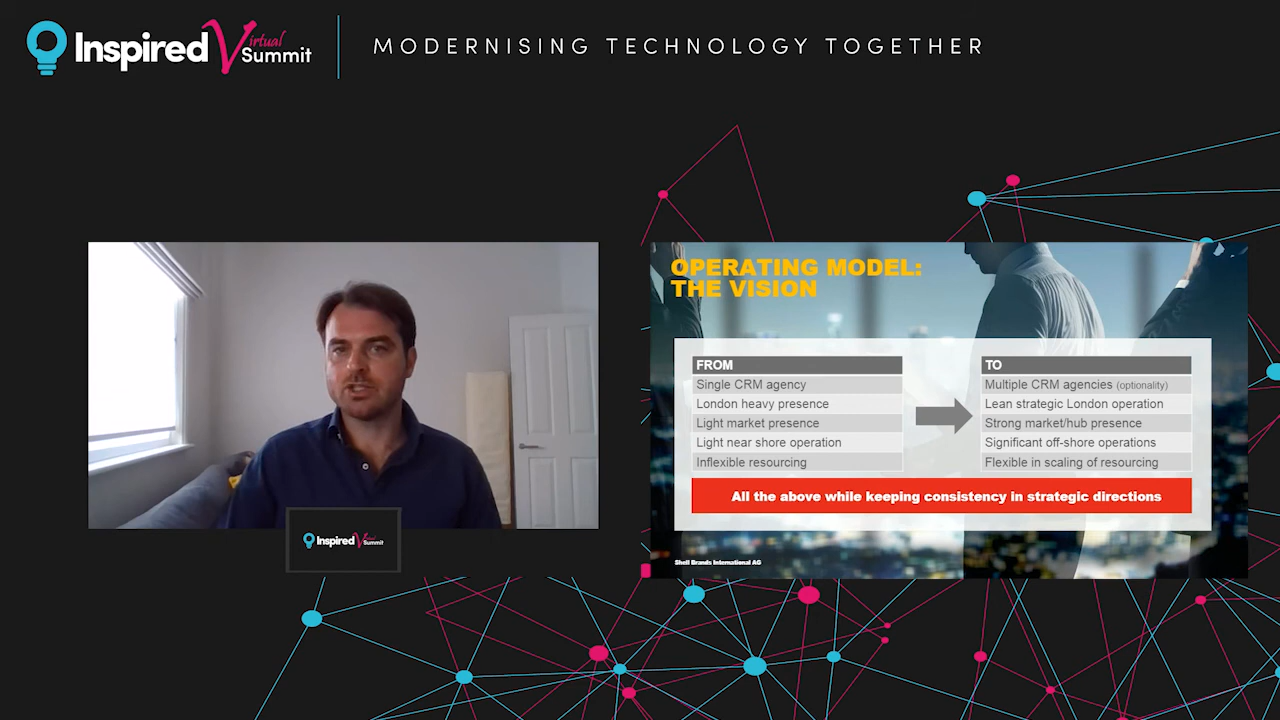 Inspired Virtual Summit
MODERNISING TECHNOLOGY TOGETHER
Inspired Virtual Summit
OPERATING MODEL:
THE VISION
FROM
Single CRM agency
London heavy presence
Light market presence
Light near shore operation
Inflexible resourcing
TO
Multiple CRM agencies (optionality)
Lean strategic London operation
Strong market/hub presence
Significant off-shore operations
Flexible in scaling of resourcing
All the above while keeping consistency in strategic directions
Shell Brands International AG